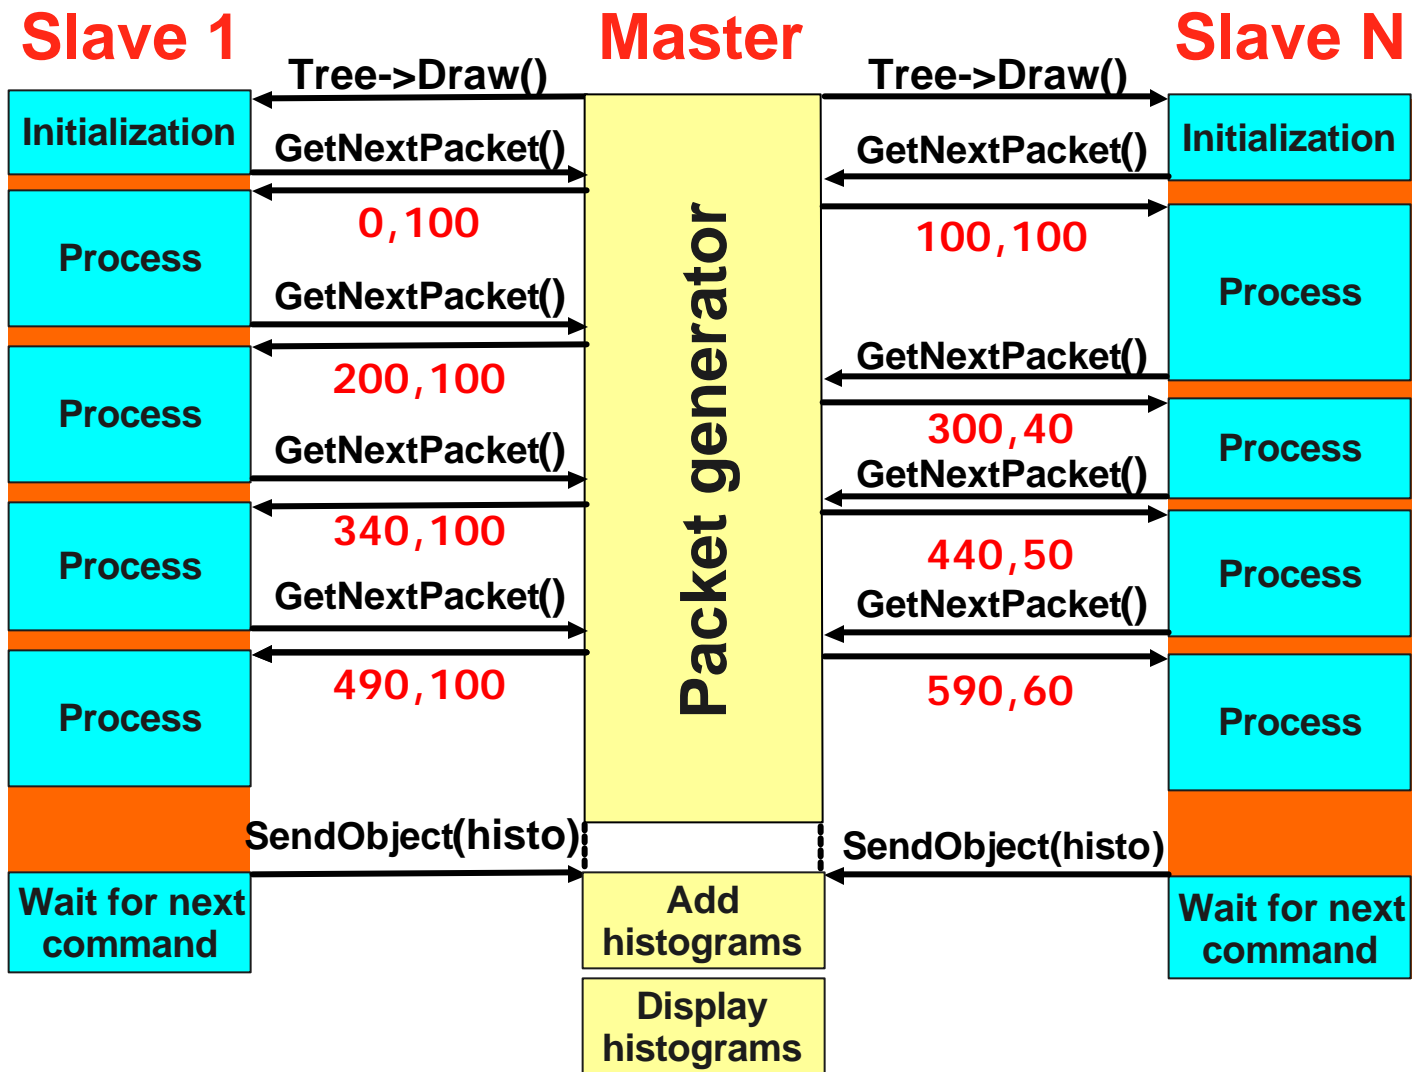 Slave 1
Master
Slave N
Tree->Draw()
Tree->Draw()
Initialization
GetNextPacket()
GetNextPacket()
Initialization
0,100
100,100
Process
GetNextPacket()
Process
200,100
GetNextPacket()
Process
300,40
GetNextPacket()
GetNextPacket()
Process
340,100
440,50
Process
GetNextPacket()
GetNextPacket()
Process
490,100
590,60
Process
Process
Packet generator
SendObject(histo)
SendObject(histo)
Wait for next
command
Add
histograms
Wait for next
command
Display
histograms